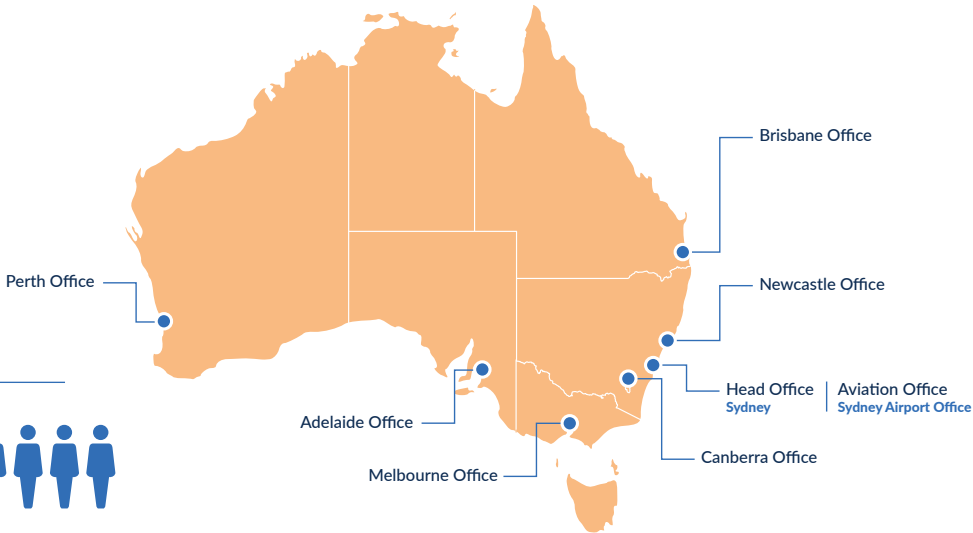 Brisbane Office
Perth Office
Newcastle Office
Head Office
Sydney
Aviation Office
Sydney Airport Office
Adelaide Office
Canberra Office
Melbourne Office